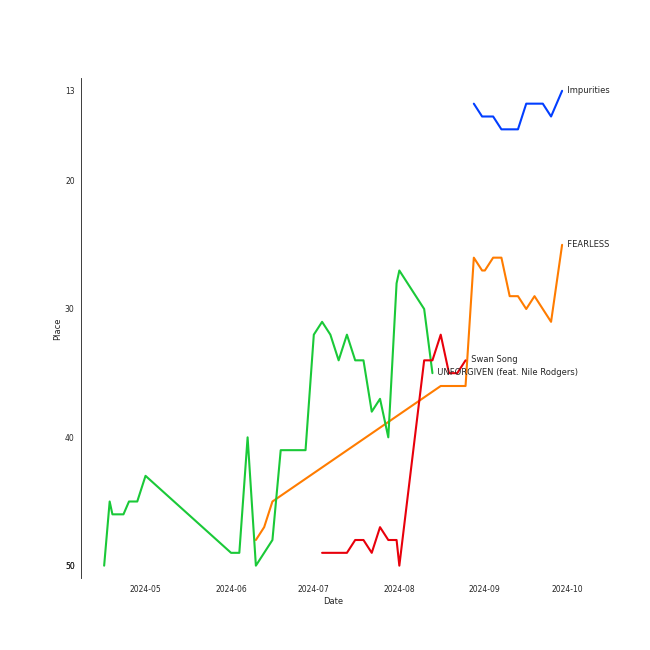 13
Impurities
20
FEARLESS
30
Place
Swan Song
UNFORGIVEN (feat. Nile Rodgers)
40
50
2024-05
2024-06
2024-07
2024-08
2024-09
2024-10
Date